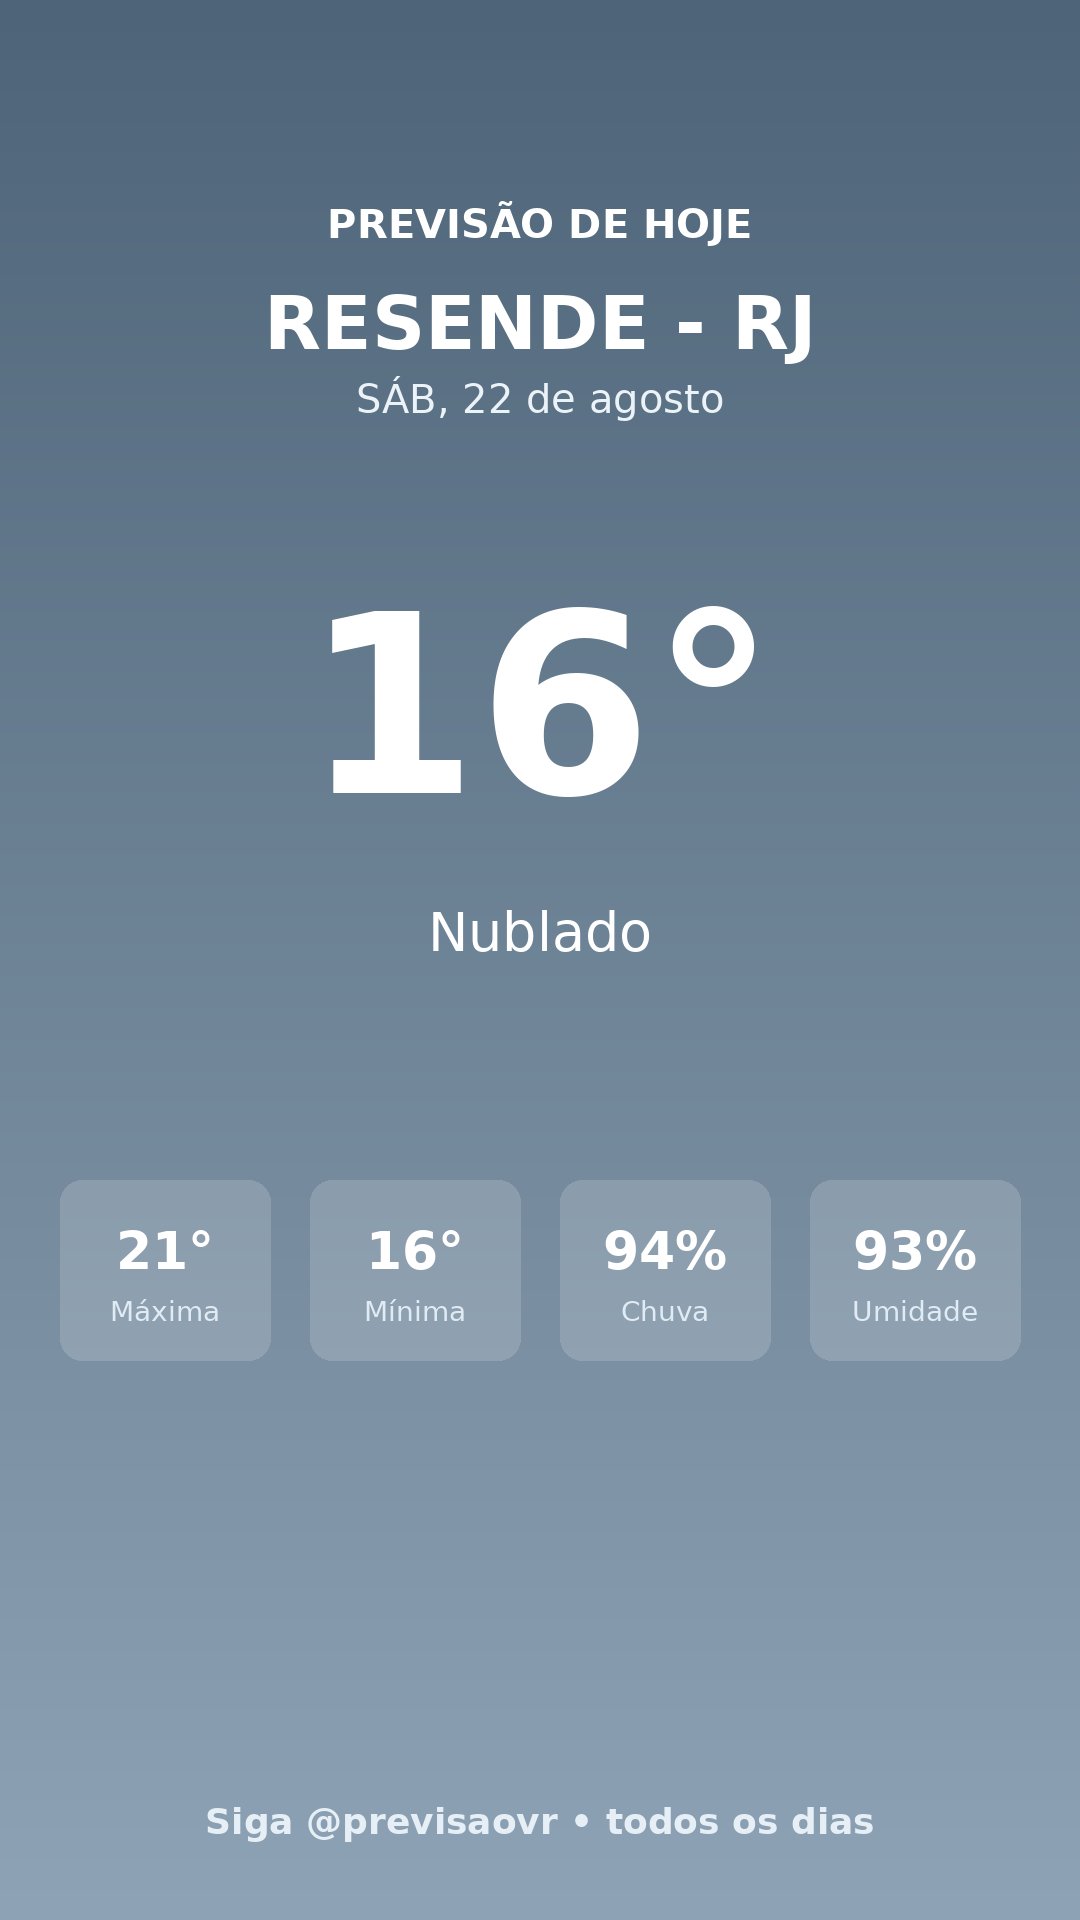 PREVISÃO DE HOJE
RESENDE - RJ
SÁB, 22 de agosto
16°
Nublado
21° 16° 94% 93%
Máxima Mínima Chuva Umidade
Siga @previsaovr • todos os dias